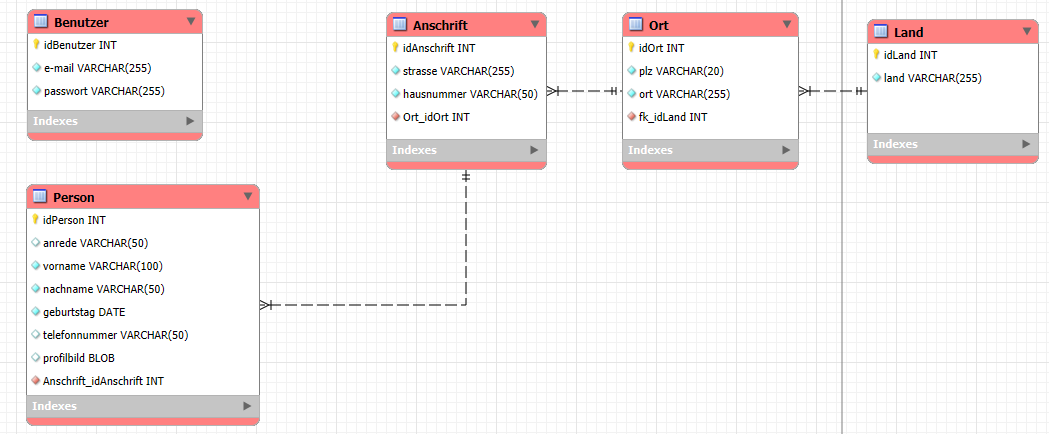 Benutzer
idBenutzer INT
e-mail VARCHAR(255)
passwort VARCHAR(255)
Indexes
Anschrift
idAnschrift INT
strasse VARCHAR(255)
hausnummer VARCHAR(50)
Ort_idOrt INT
Indexes
Ort
idOrt INT
plz VARCHAR(20)
ort VARCHAR(255)
fk_idLand INT
Indexes
Land
idLand INT
land VARCHAR(255)
Indexes
Person
idPerson INT
anrede VARCHAR(50)
vorname VARCHAR(100)
nachname VARCHAR(50)
geburtstag DATE
telefonnummer VARCHAR(50)
profilbild BLOB
Anschrift_idAnschrift INT
Indexes